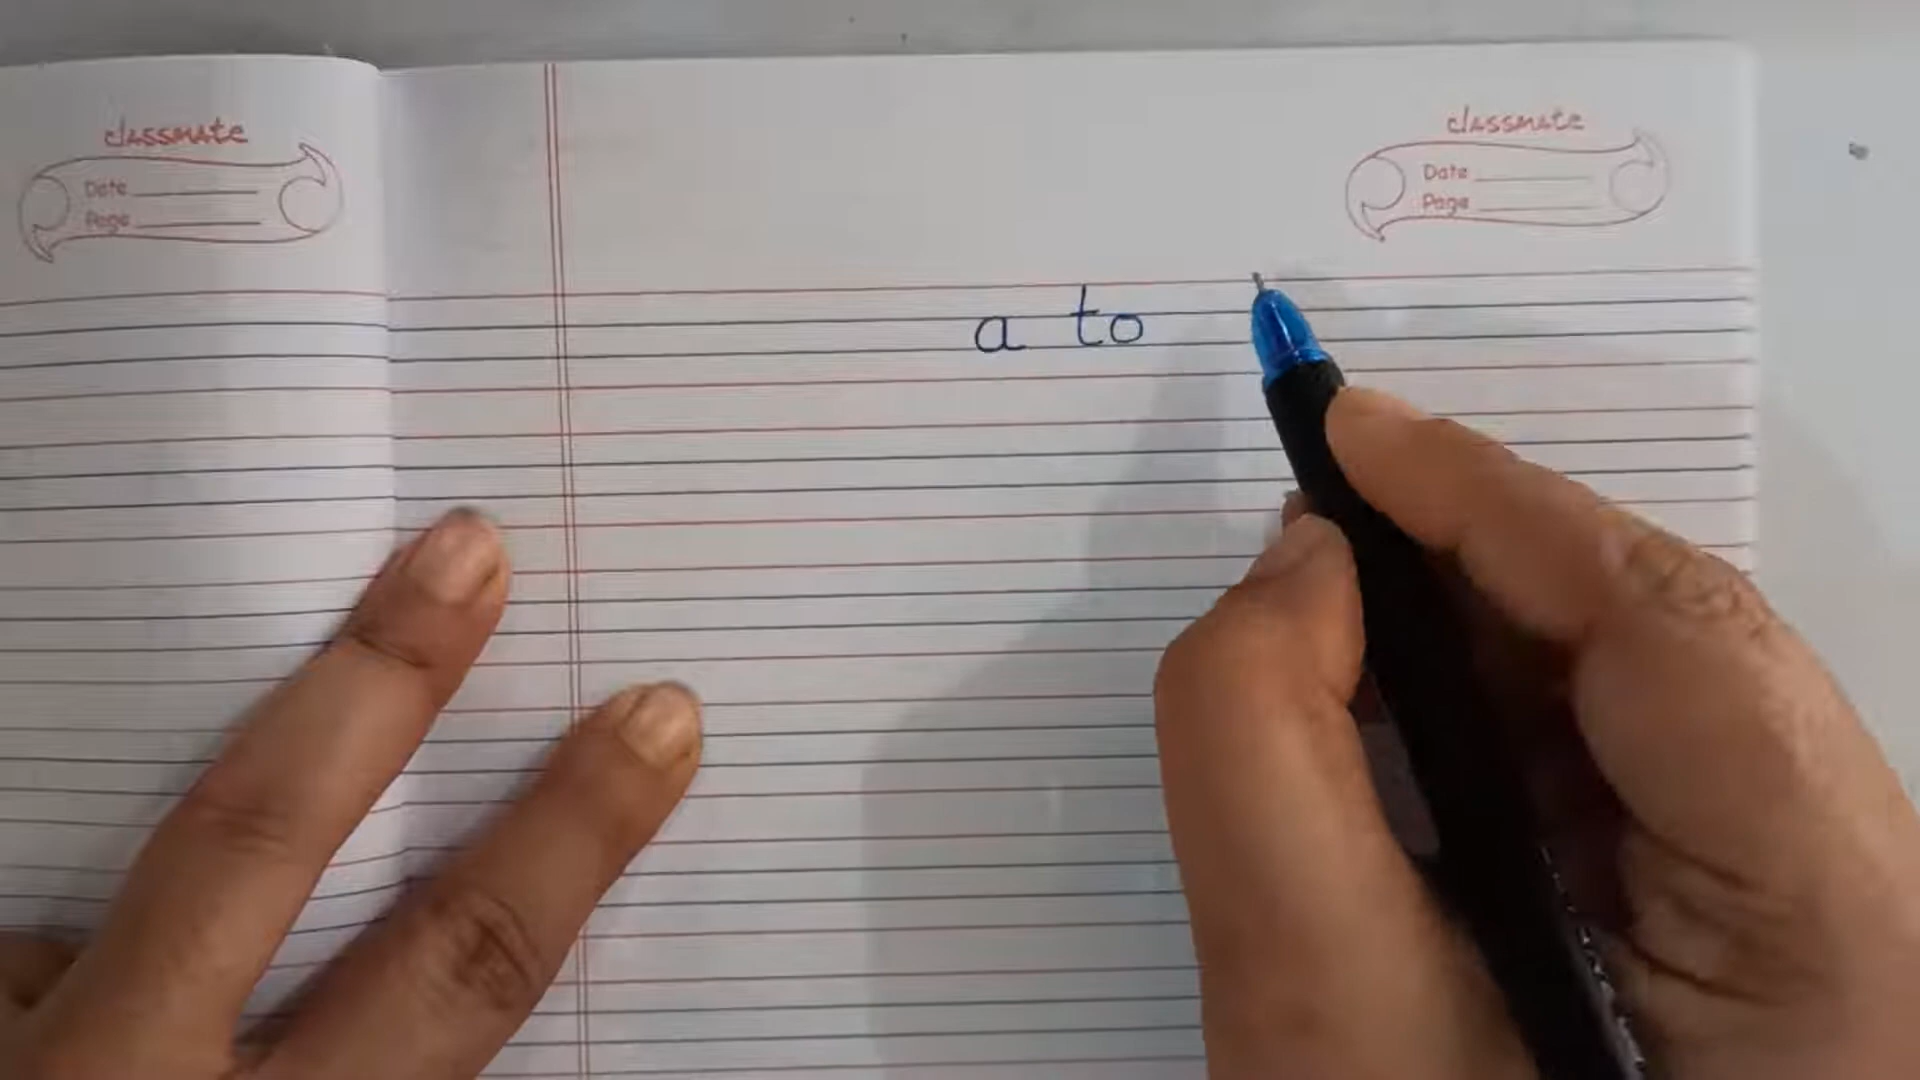 classmate
Date
Page
classmate
Date
Page
a to